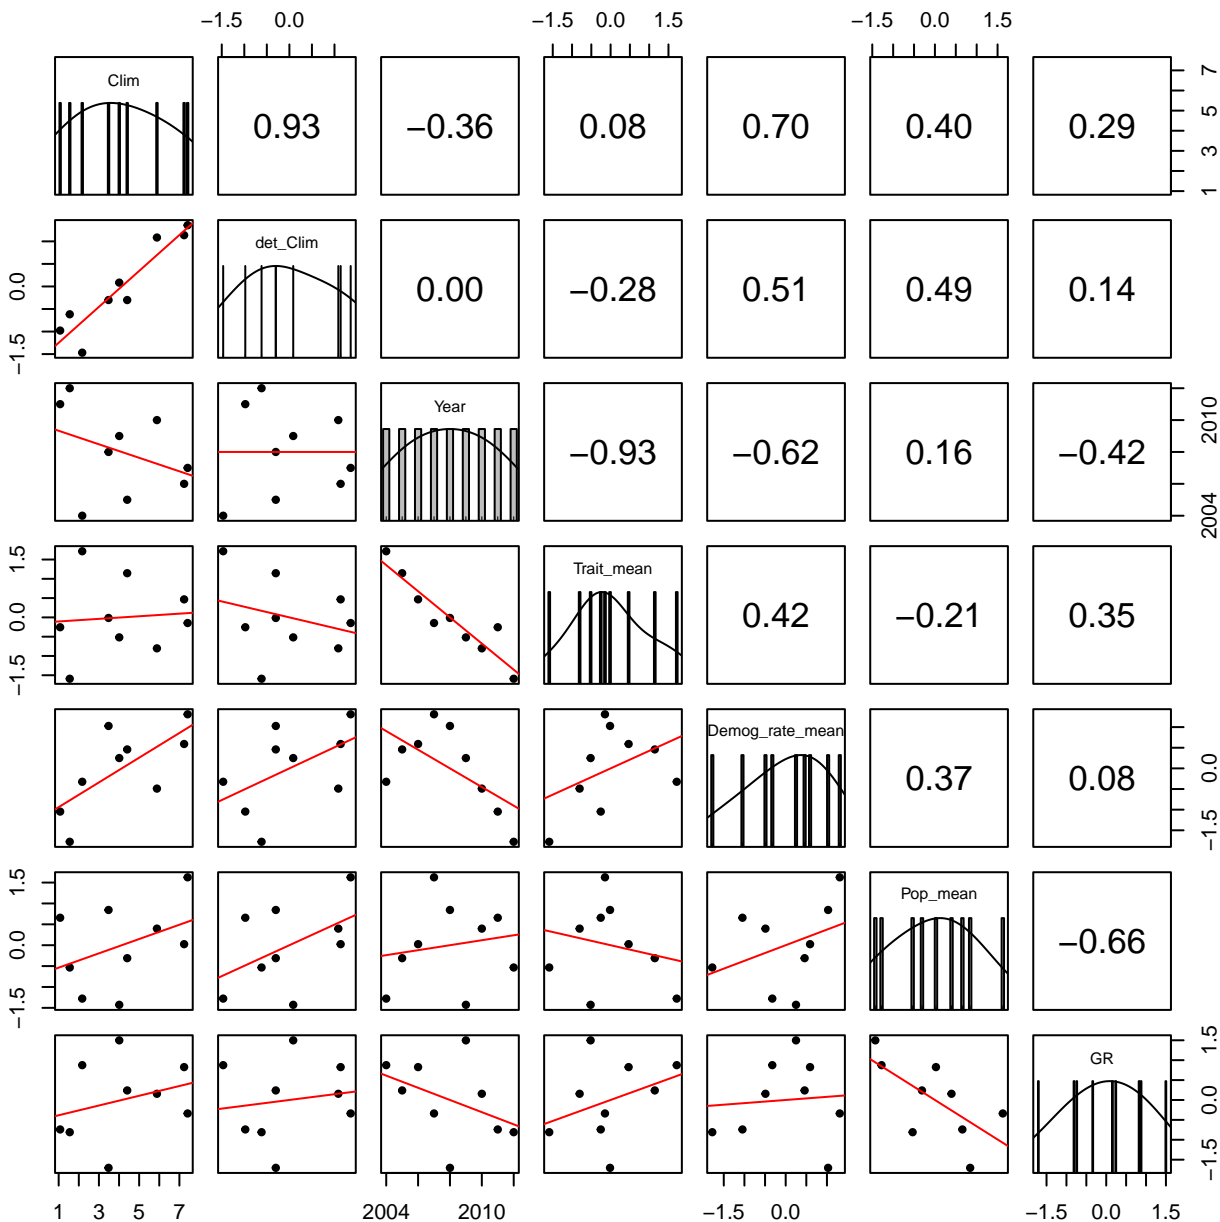 −1.5 0.0 1.5 −1.5 0.0 1.5
Clim 0.93 −0.36 0.08 0.70 0.40 0.29 1 3 5 7
−1.5 0.0 det_Clim 0.00 −0.28 0.51 0.49 0.14
Year −0.93 −0.62 0.16 −0.42 2004 2010
−1.5 0.0 1.5 Trait_mean 0.42 −0.21 0.35
Demog_rate_mean 0.37 0.08 −1.5 0.0
−1.5 0.0 1.5 Pop_mean −0.66
GR −1.5 0.0 1.5
1 3 5 7 2004 2010 −1.5 0.0 −1.5 0.0 1.5